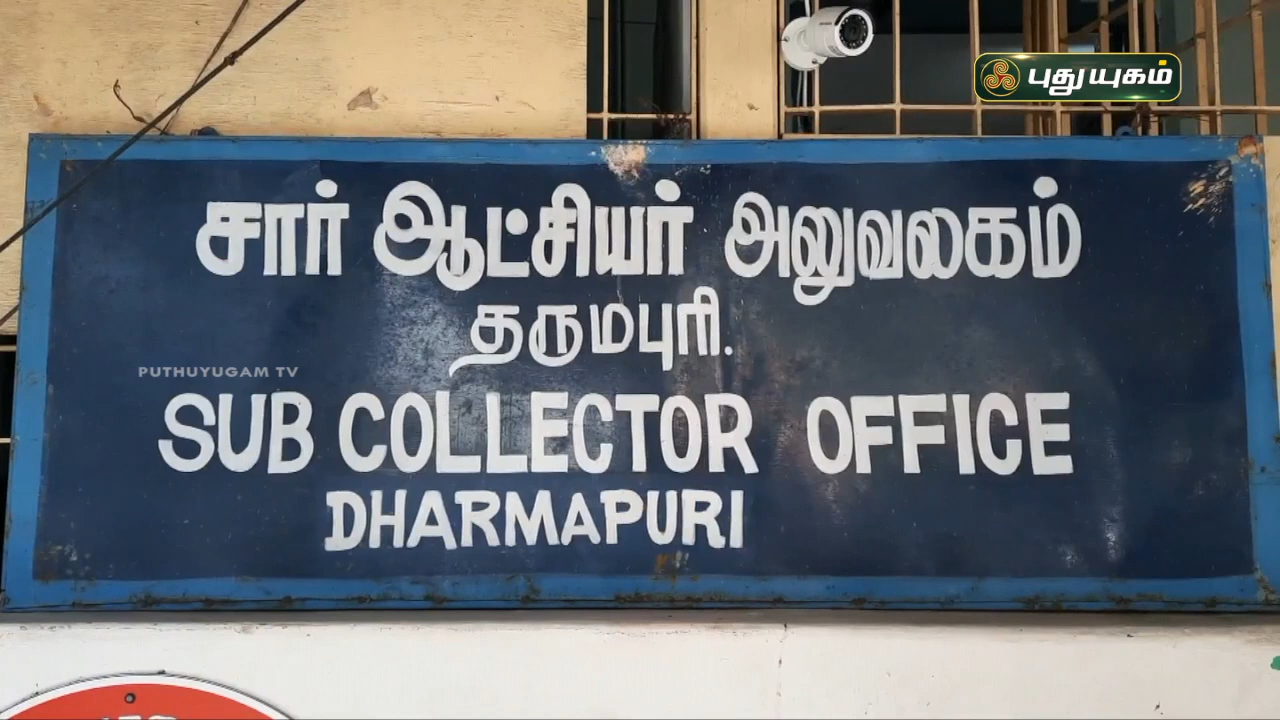 புதுயுகம்
சார் ஆட்சியர் அலுவலகம்
தருமபுரி.
PUTHUYUGAM TV
SUB COLLECTOR OFFICE
DHARMAPURI